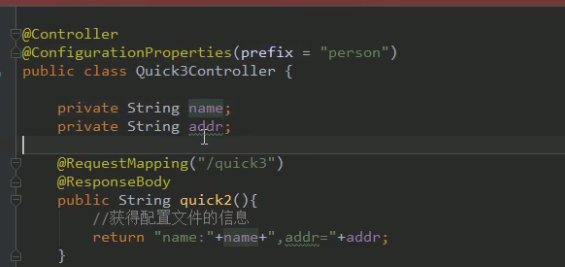 @Controller
@ConfigurationProperties(prefix = "person")
public class Quick3Controller {
private String name;
private String addr;
@RequestMapping("/quick3")
@ResponseBody
public String quick2(){
//获得配置文件的信息
return "name:"+name+",addr="+addr;
}